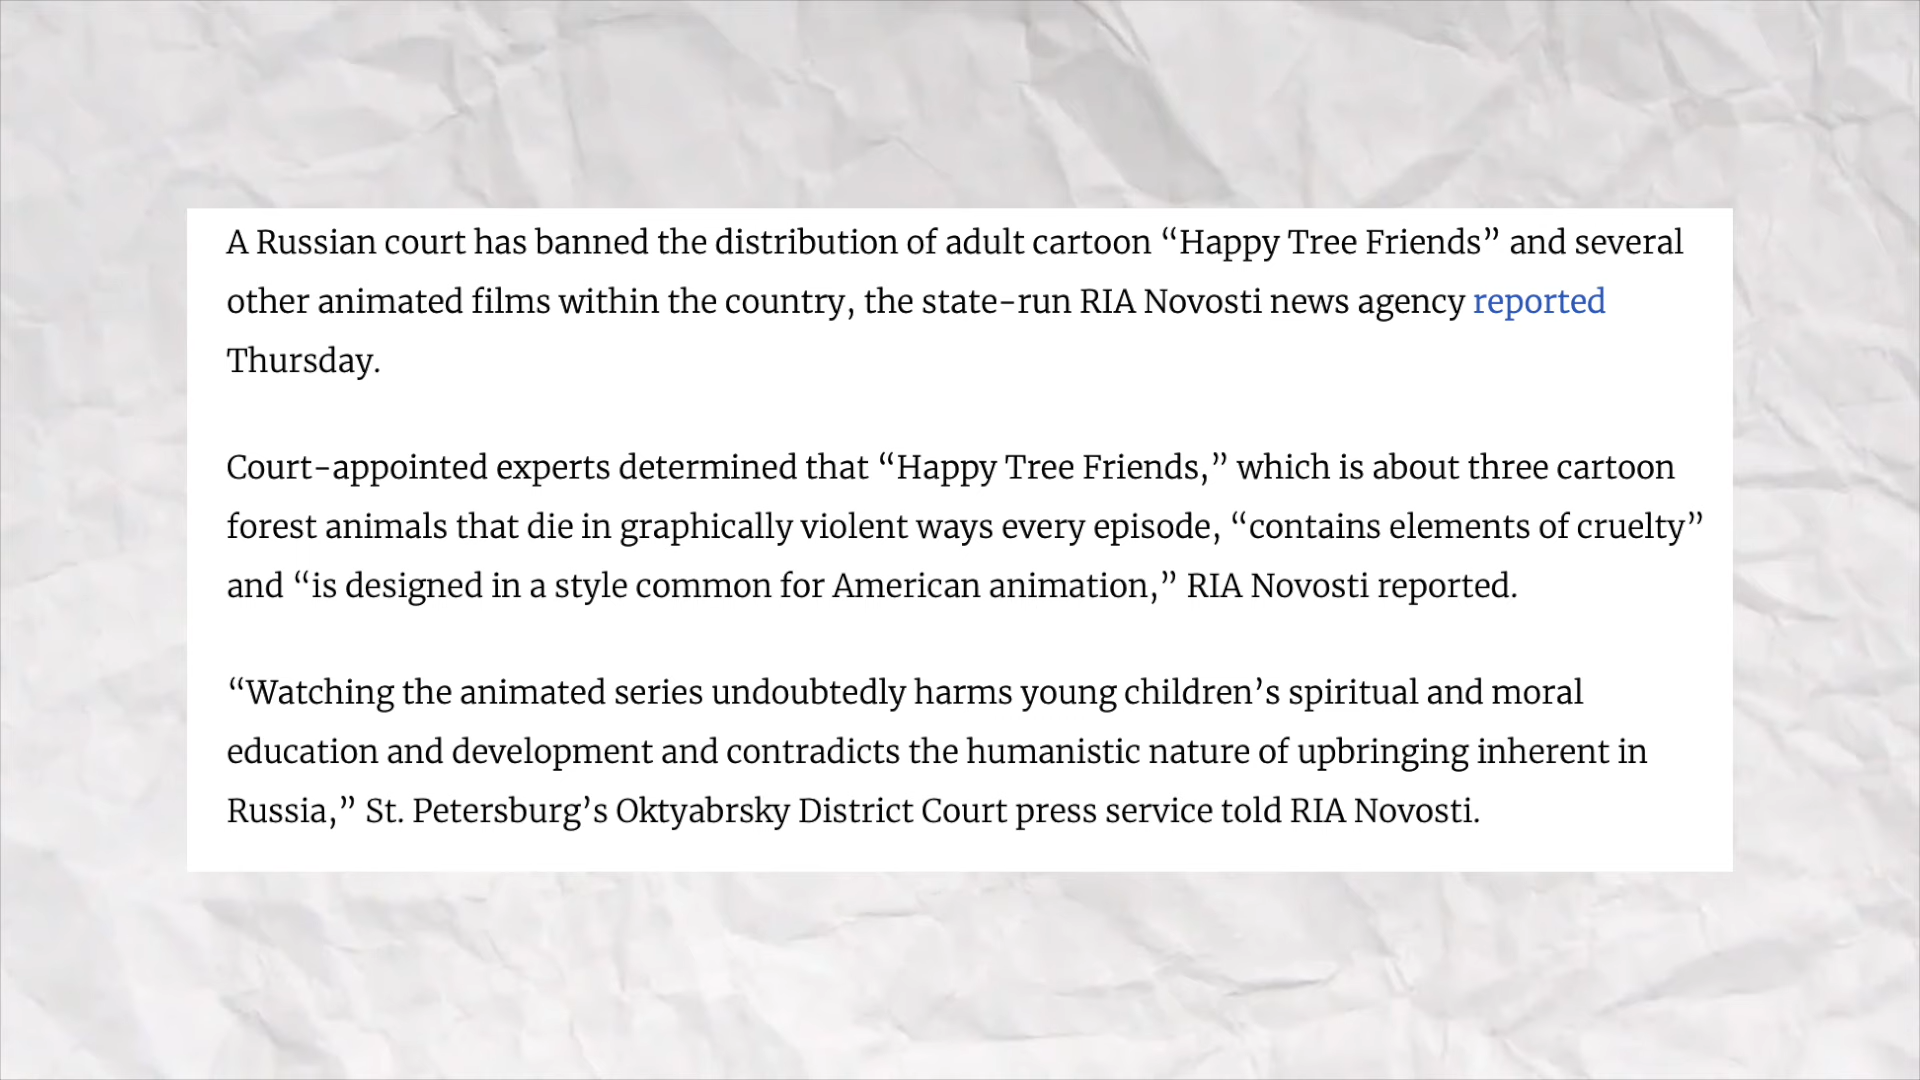 A Russian court has banned the distribution of adult cartoon “Happy Tree Friends” and several
other animated films within the country, the state-run RIA Novosti news agency reported
Thursday.
Court-appointed experts determined that “Happy Tree Friends,” which is about three cartoon
forest animals that die in graphically violent ways every episode, “contains elements of cruelty”
and “is designed in a style common for American animation,” RIA Novosti reported.
“Watching the animated series undoubtedly harms young children’s spiritual and moral
education and development and contradicts the humanistic nature of upbringing inherent in
Russia,” St. Petersburg’s Oktyabrsky District Court press service told RIA Novosti.